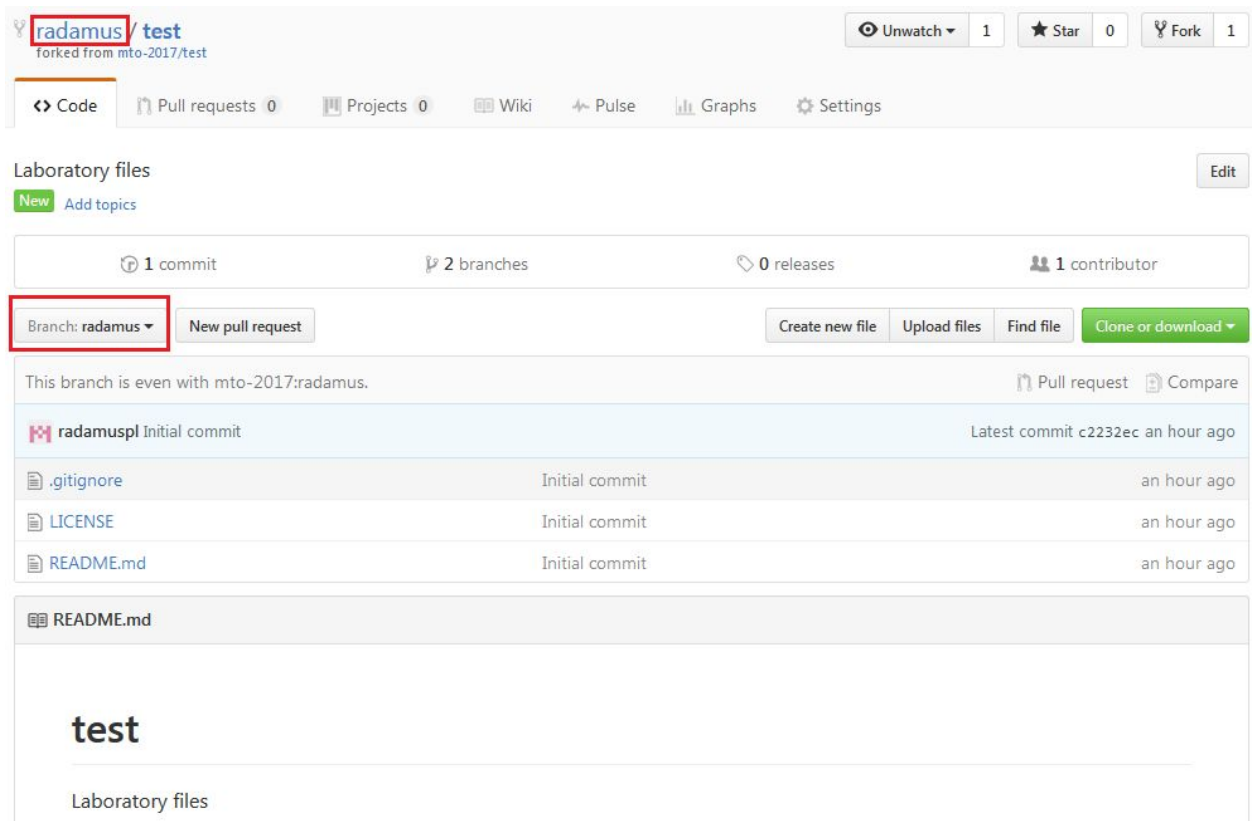 radamus / test
forked from mto-2017/test
Unwatch 1 Star 0 Fork 1
Code Pull requests 0 Projects 0 Wiki Pulse Graphs Settings
Laboratory files
Edit
New Add topics
1 commit 2 branches 0 releases 1 contributor
Branch: radamus New pull request Create new file Upload files Find file Clone or download
This branch is even with mto-2017:radamus. Pull request Compare
radamuspl Initial commit Latest commit c2232ec an hour ago
.gitignore Initial commit an hour ago
LICENSE Initial commit an hour ago
README.md Initial commit an hour ago
README.md
test
Laboratory files